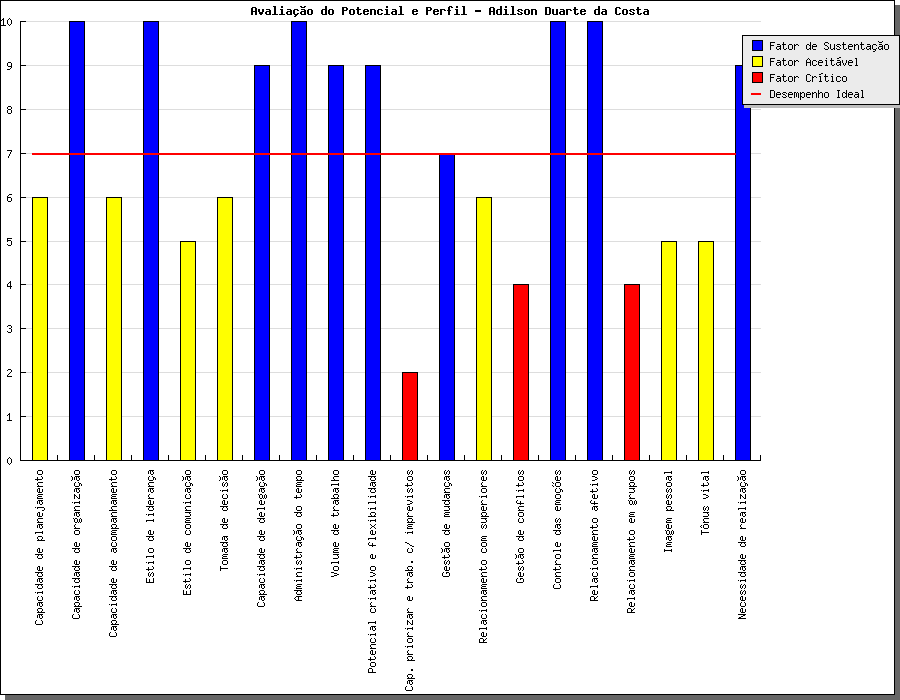 Avaliação do Potencial e Perfil - Adilson Duarte da Costa
Fator de Sustentação
Fator Aceitável
Fator Crítico
Desempenho Ideal
10
9
8
7
6
5
4
3
2
1
0
Capacidade de planejamento
Capacidade de organização
Capacidade de acompanhamento
Estilo de liderança
Estilo de comunicação
Tomada de decisão
Capacidade de delegação
Administração do tempo
Volume de trabalho
Potencial criativo e flexibilidade
Cap. priorizar e trab. c/ imprevistos
Gestão de mudanças
Relacionamento com superiores
Gestão de conflitos
Controle das emoções
Relacionamento afetivo
Relacionamento em grupos
Imagem pessoal
Tônus vital
Necessidade de realização